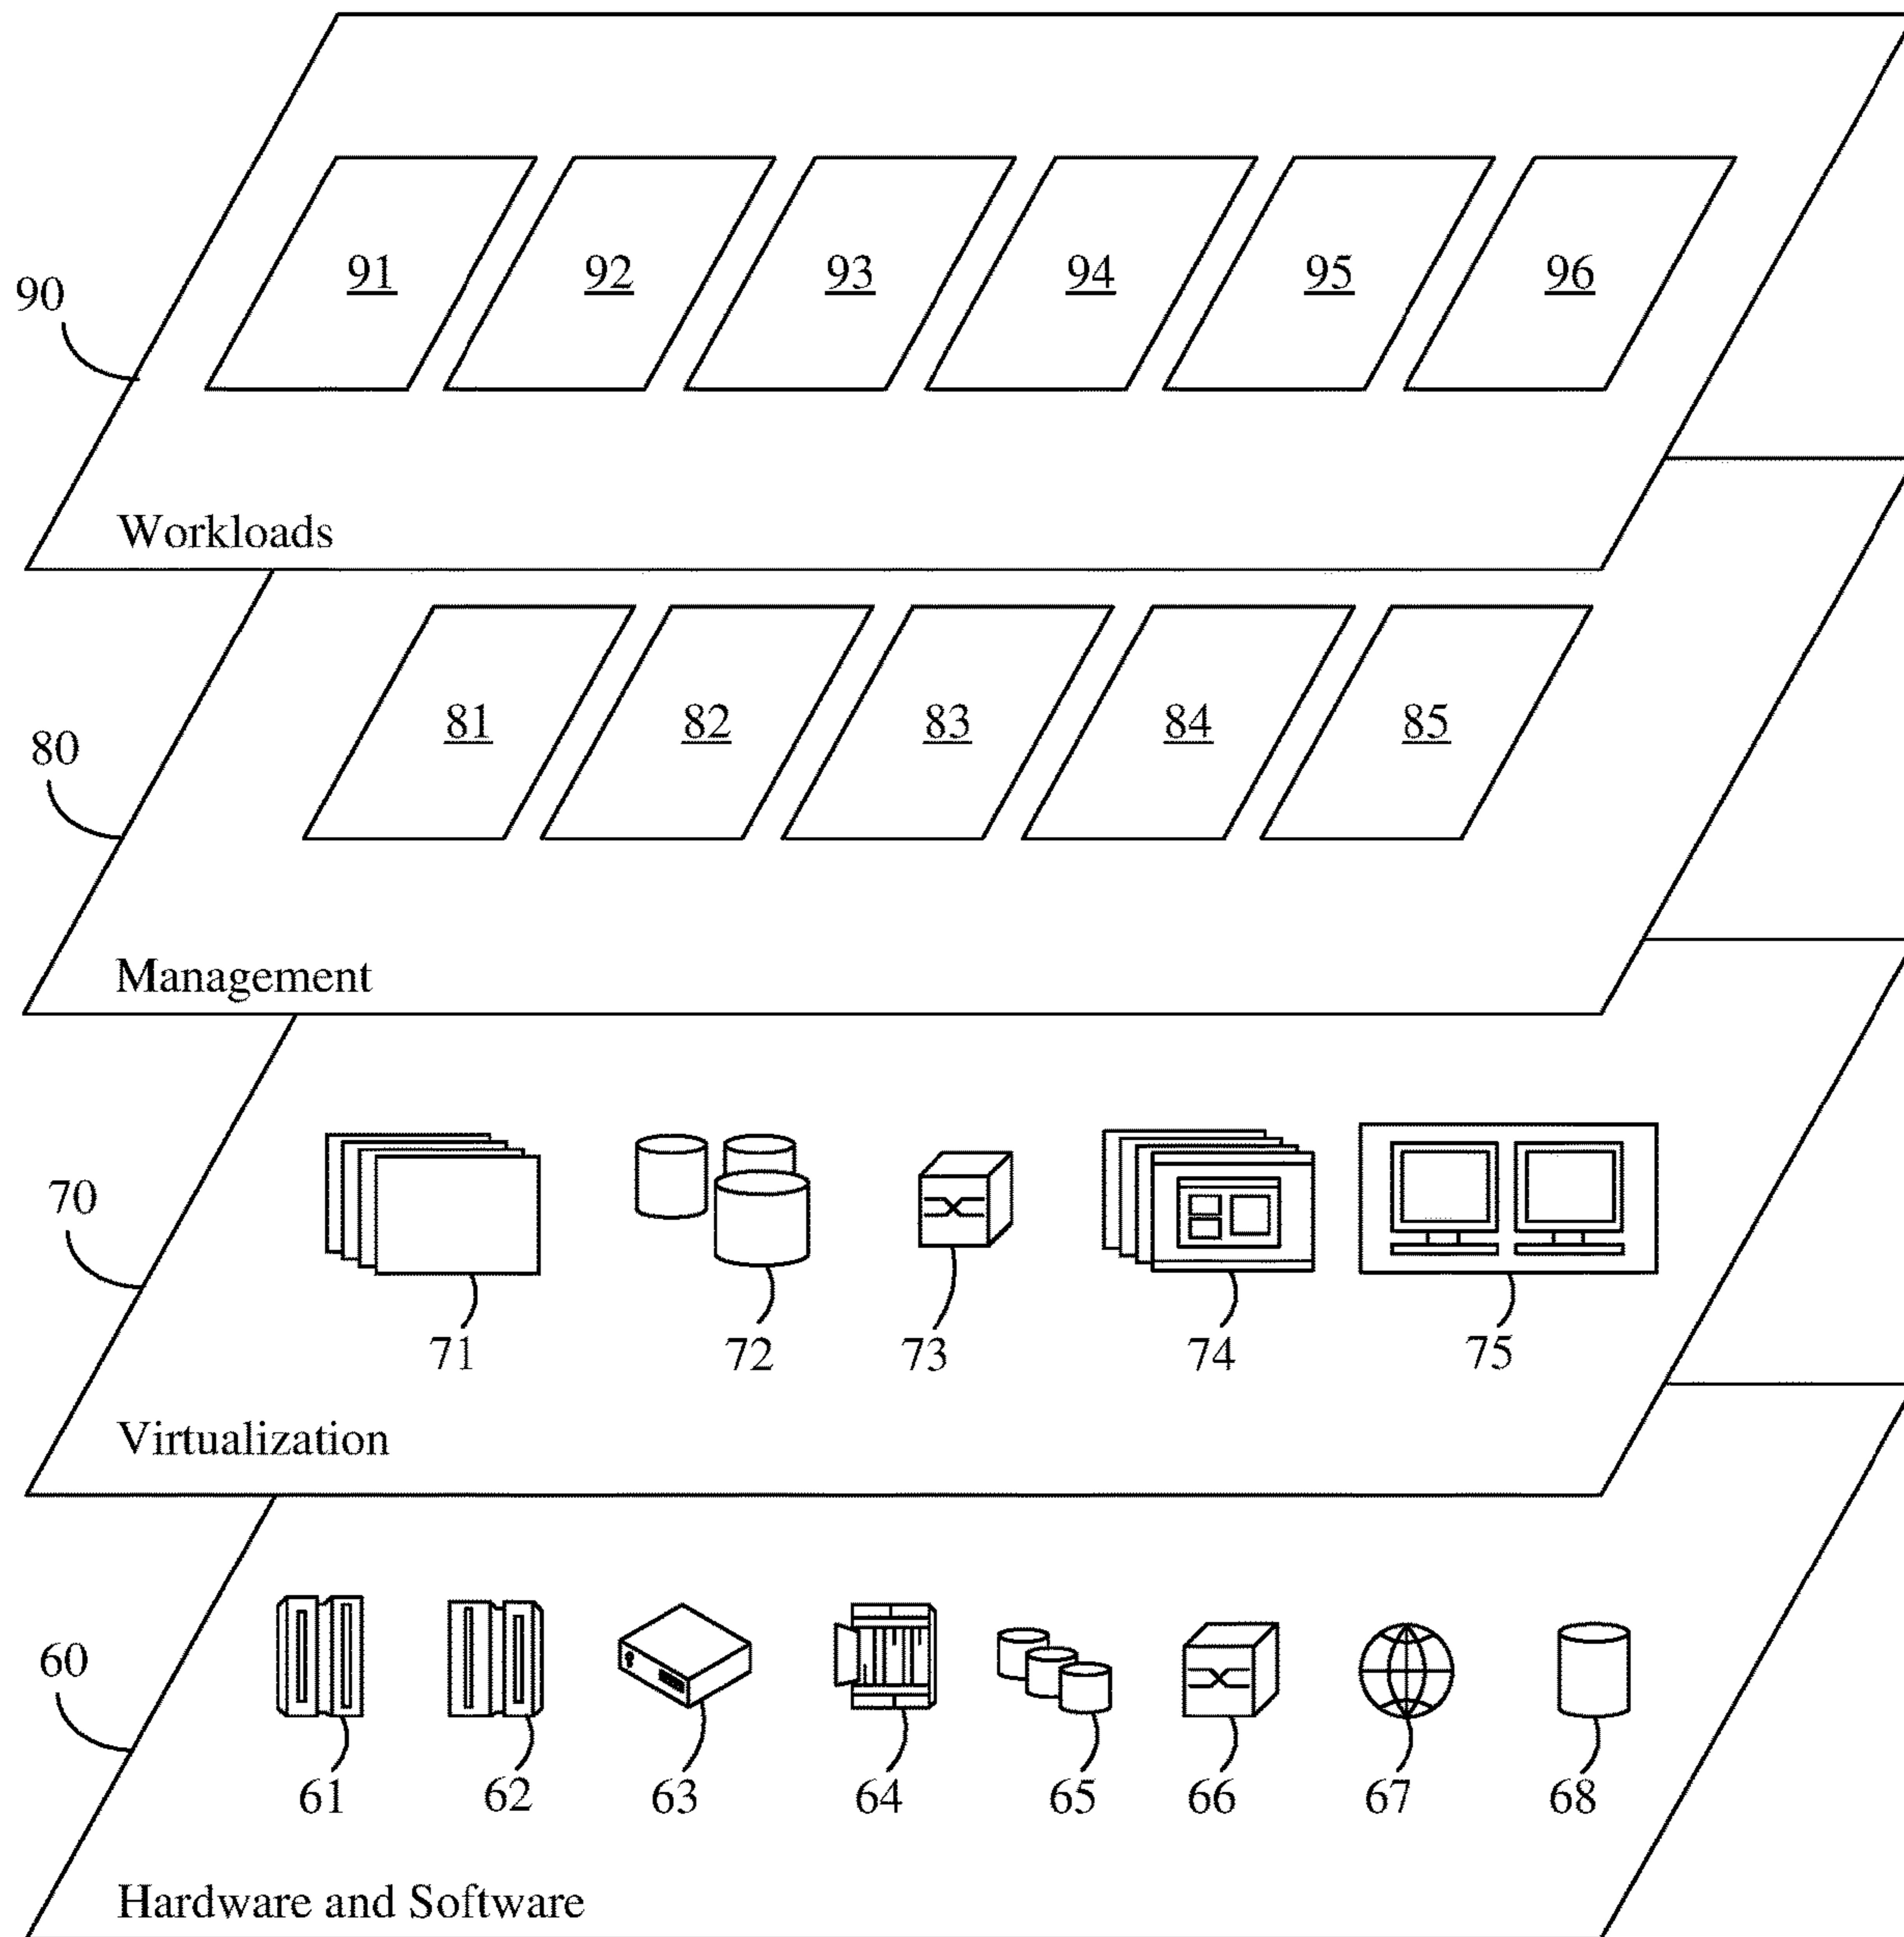 91 92 93 94 95 96
90
Workloads
81 82 83 84 85
80
Management
70
71 72 73 74 75
Virtualization
60
61 62 63 64 65 66 67 68
Hardware and Software